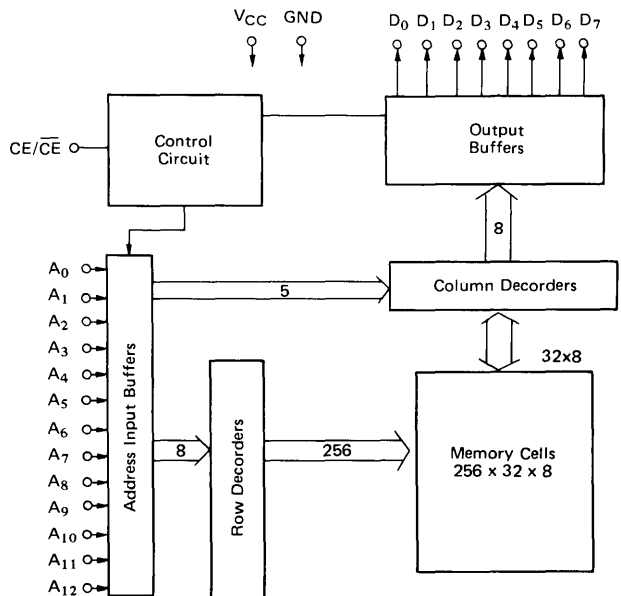 VCC GND D0 D1 D2 D3 D4 D5 D6 D7
CE/C̅E̅
Control
Circuit
Output
Buffers
8
A0
A1
A2
A3
A4
A5
A6
A7
A8
A9
A10
A11
A12
Address Input Buffers
5
Column Decorders
32x8
8
Row Decorders
256
Memory Cells
256 x 32 x 8